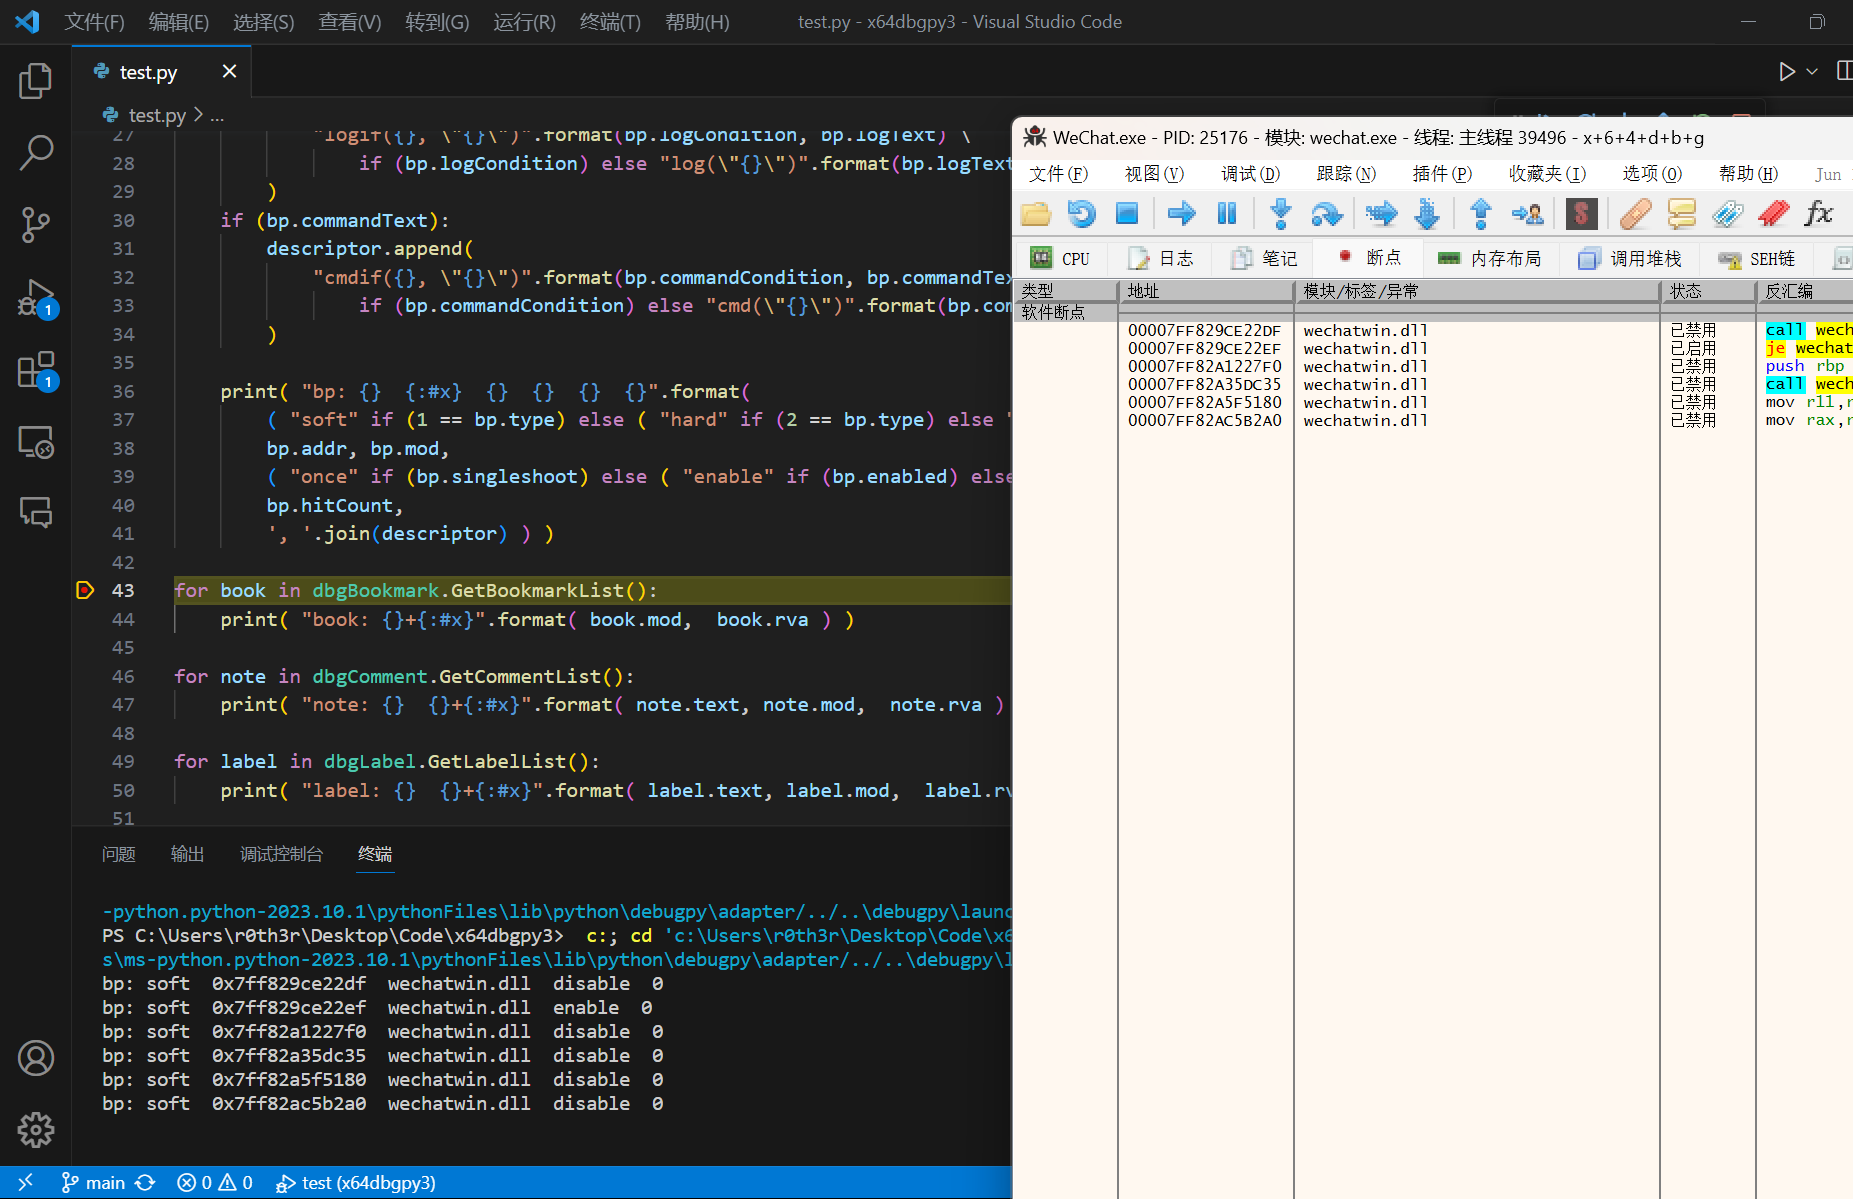 文件(F) 编辑(E) 选择(S) 查看(V) 转到(G) 运行(R) 终端(T) 帮助(H) test.py - x64dbgpy3 - Visual Studio Code
test.py
test.py > ...
27 "logif({}, \"{}\")".format(bp.logCondition, bp.logText) \
28 if (bp.logCondition) else "log(\"{}\")".format(bp.logText
29 )
30 if (bp.commandText):
31 descriptor.append(
32 "cmdif({}, \"{}\")".format(bp.commandCondition, bp.commandTex
33 if (bp.commandCondition) else "cmd(\"{}\")".format(bp.com
34 )
35
36 print( "bp: {}  {:#x}  {}  {}  {}  {}".format(
37 ( "soft" if (1 == bp.type) else ( "hard" if (2 == bp.type) else "
38 bp.addr, bp.mod,
39 ( "once" if (bp.singleshoot) else ( "enable" if (bp.enabled) else
40 bp.hitCount,
41 ', '.join(descriptor) ) )
42
43 for book in dbgBookmark.GetBookmarkList():
44 print( "book: {}+{:#x}".format( book.mod,  book.rva ) )
45
46 for note in dbgComment.GetCommentList():
47 print( "note: {}  {}+{:#x}".format( note.text, note.mod,  note.rva )
48
49 for label in dbgLabel.GetLabelList():
50 print( "label: {}  {}+{:#x}".format( label.text, label.mod,  label.rv
51
1
1
问题 输出 调试控制台 终端
-python.python-2023.10.1\pythonFiles\lib\python\debugpy\adapter/../..\debugpy\launc
PS C:\Users\r0th3r\Desktop\Code\x64dbgpy3>  c:; cd 'c:\Users\r0th3r\Desktop\Code\x6
s\ms-python.python-2023.10.1\pythonFiles\lib\python\debugpy\adapter/../..\debugpy\l
bp: soft  0x7ff829ce22df  wechatwin.dll  disable  0
bp: soft  0x7ff829ce22ef  wechatwin.dll  enable  0
bp: soft  0x7ff82a1227f0  wechatwin.dll  disable  0
bp: soft  0x7ff82a35dc35  wechatwin.dll  disable  0
bp: soft  0x7ff82a5f5180  wechatwin.dll  disable  0
bp: soft  0x7ff82ac5b2a0  wechatwin.dll  disable  0
main 0 0 test (x64dbgpy3)
WeChat.exe - PID: 25176 - 模块: wechat.exe - 线程: 主线程 39496 - x+6+4+d+b+g
文件(F) 视图(V) 调试(D) 跟踪(N) 插件(P) 收藏夹(I) 选项(O) 帮助(H) Jun
S fx
CPU 日志 笔记 断点 内存布局 调用堆栈 SEH链
类型 地址 模块/标签/异常 状态 反汇编
软件断点
00007FF829CE22DF wechatwin.dll 已禁用 call wech
00007FF829CE22EF wechatwin.dll 已启用 je wechat
00007FF82A1227F0 wechatwin.dll 已禁用 push rbp
00007FF82A35DC35 wechatwin.dll 已禁用 call wech
00007FF82A5F5180 wechatwin.dll 已禁用 mov r11,r
00007FF82AC5B2A0 wechatwin.dll 已禁用 mov rax,r